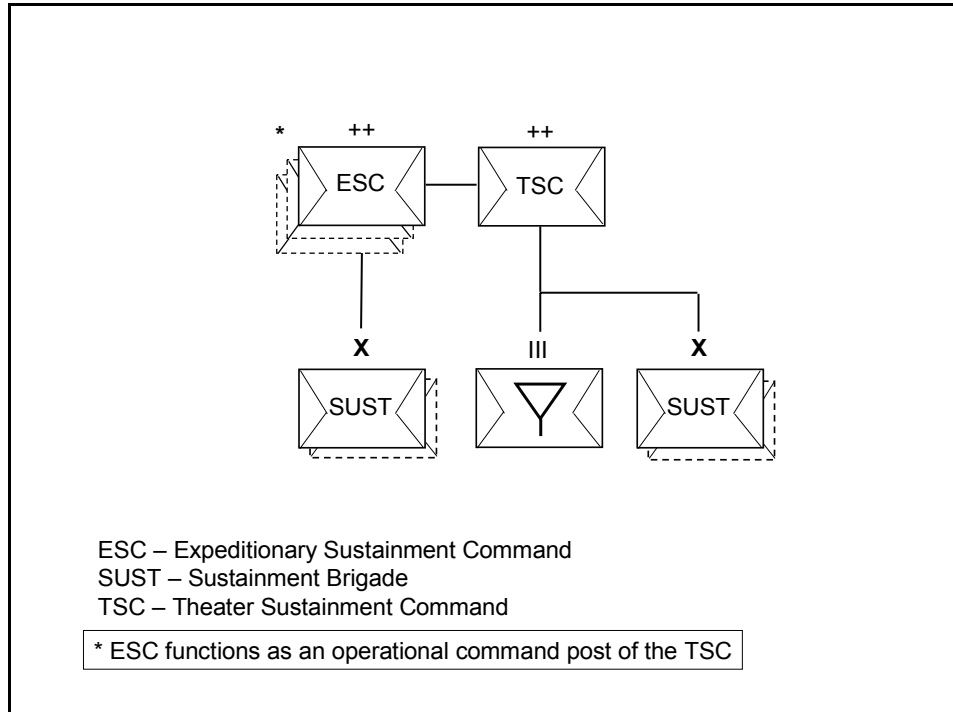 * ++ ++
ESC TSC
X III X
SUST SUST
ESC – Expeditionary Sustainment Command
SUST – Sustainment Brigade
TSC – Theater Sustainment Command
* ESC functions as an operational command post of the TSC